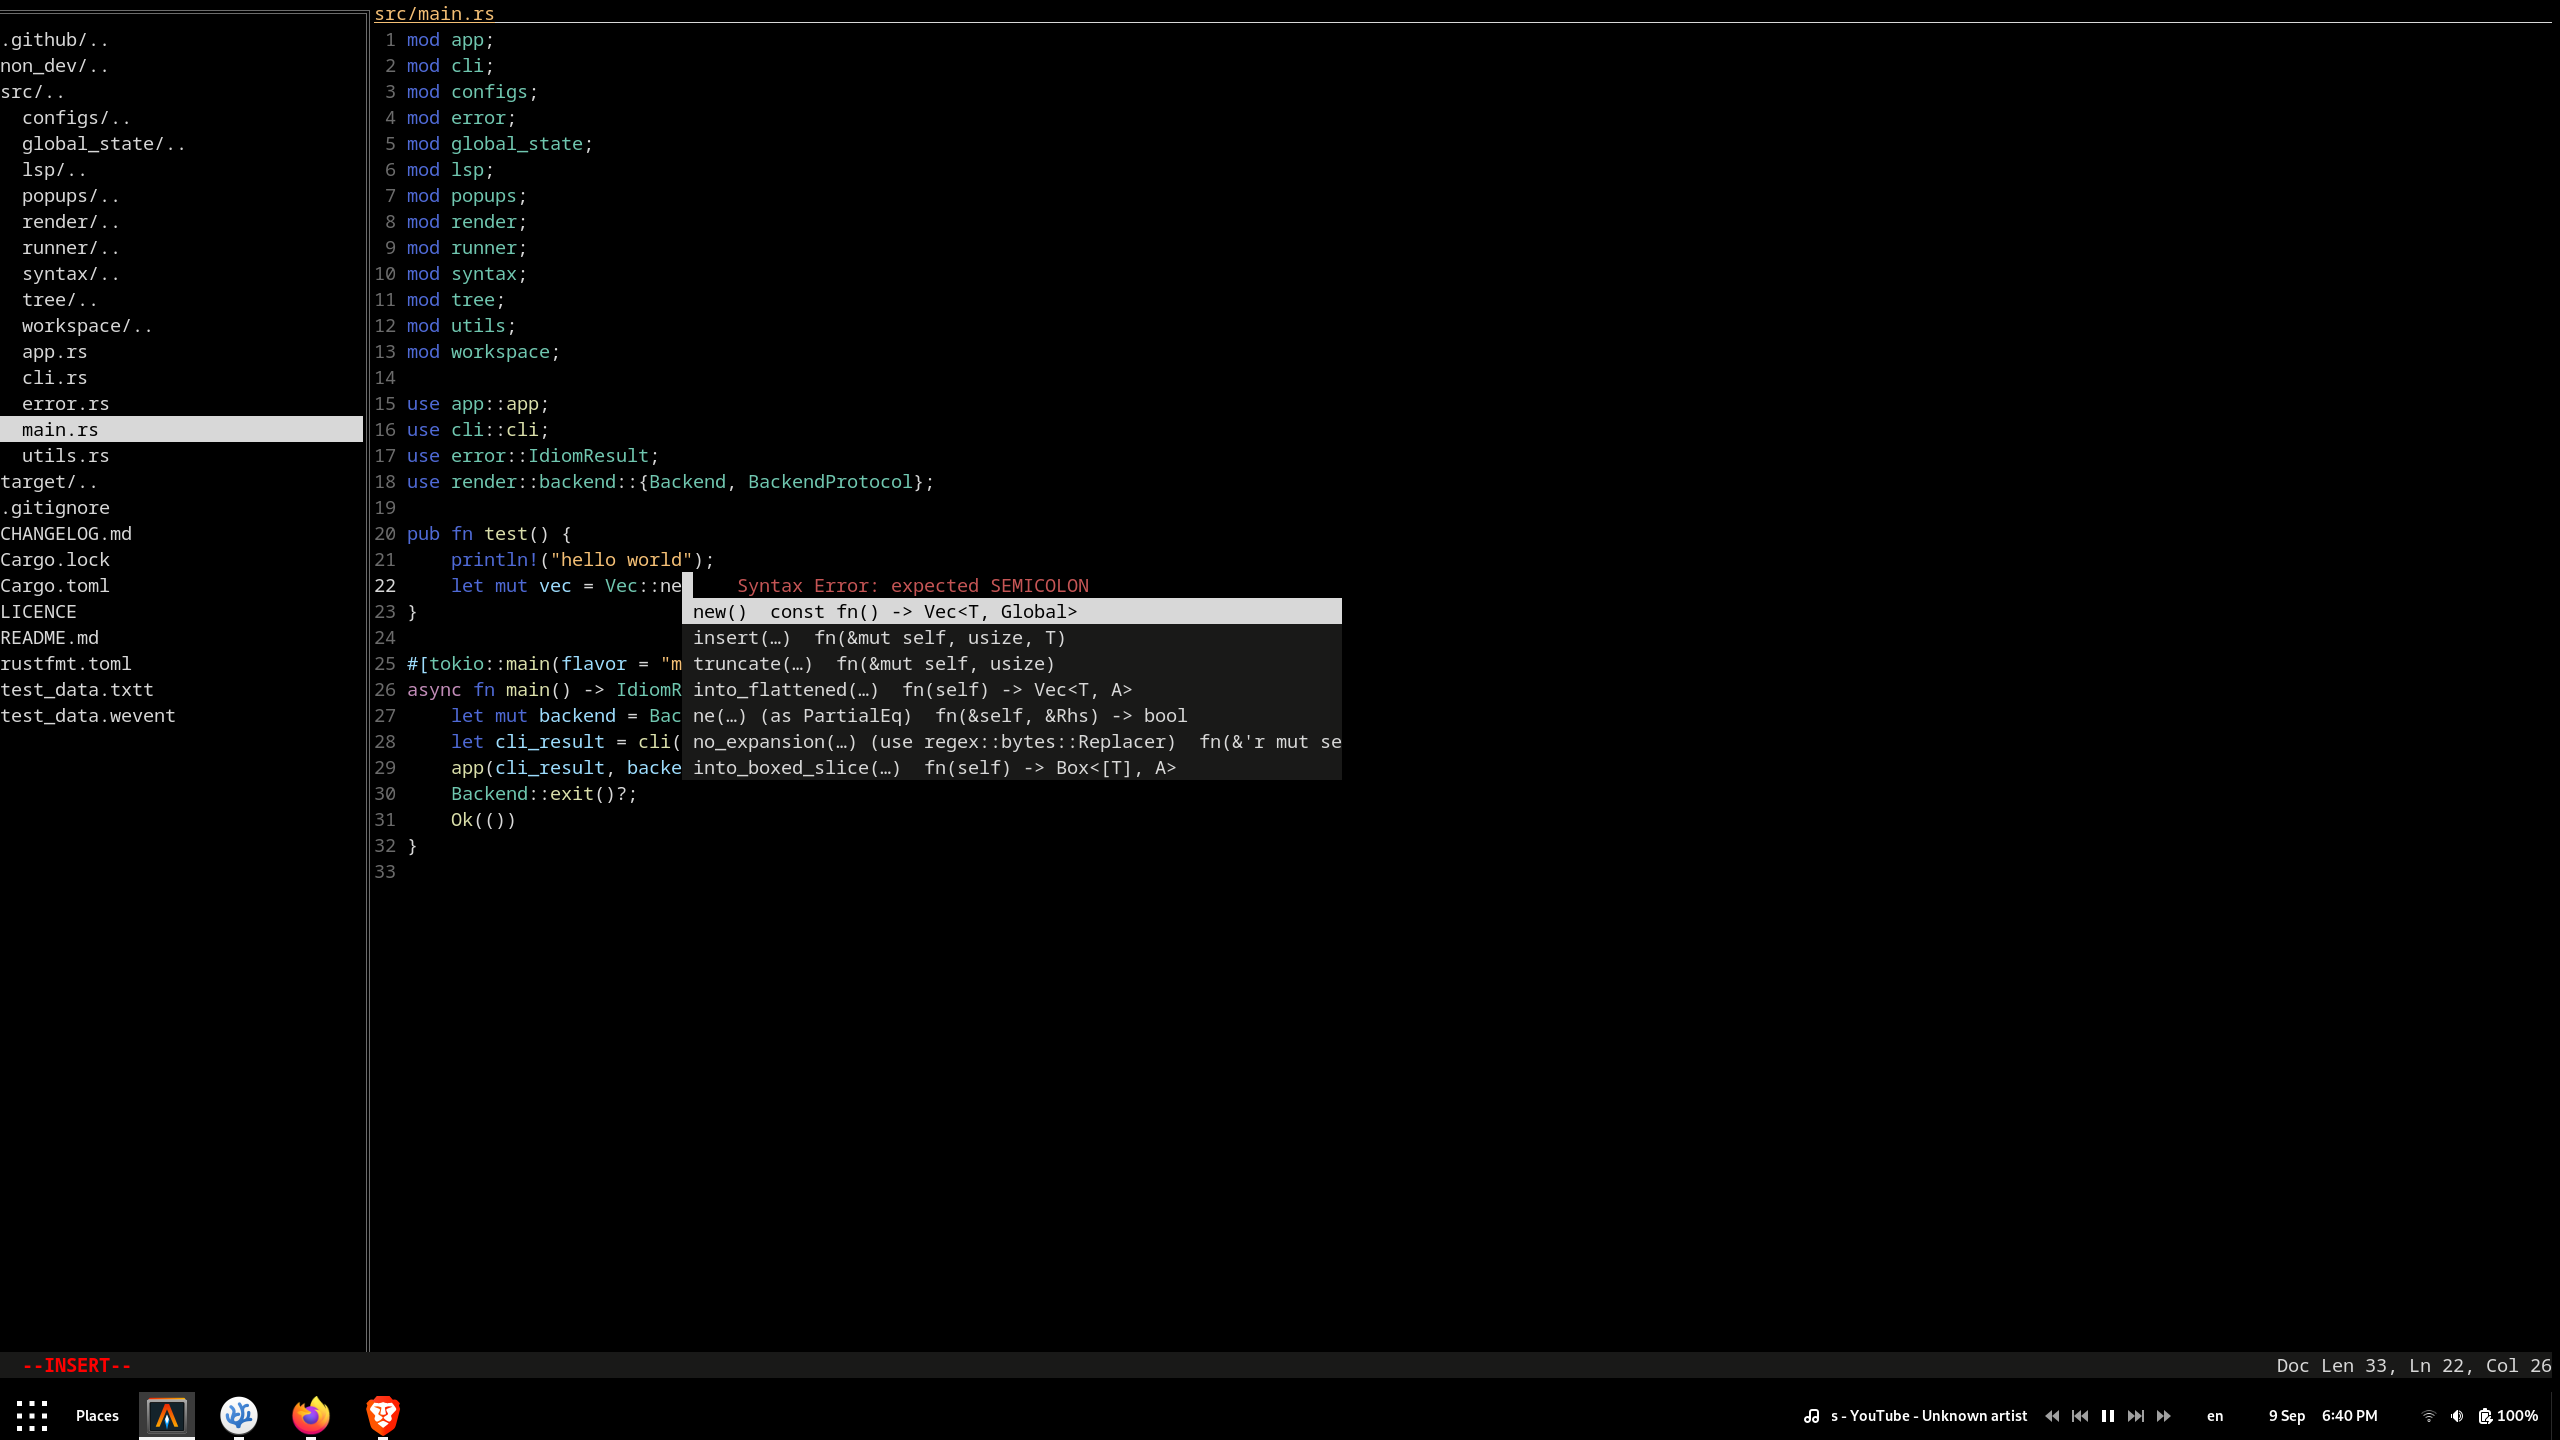 .github/..
non_dev/..
src/..
configs/..
global_state/..
lsp/..
popups/..
render/..
runner/..
syntax/..
tree/..
workspace/..
app.rs
cli.rs
error.rs
main.rs
utils.rs
target/..
.gitignore
CHANGELOG.md
Cargo.lock
Cargo.toml
LICENCE
README.md
rustfmt.toml
test_data.txtt
test_data.wevent
src/main.rs
1 mod app;
2 mod cli;
3 mod configs;
4 mod error;
5 mod global_state;
6 mod lsp;
7 mod popups;
8 mod render;
9 mod runner;
10 mod syntax;
11 mod tree;
12 mod utils;
13 mod workspace;
14
15 use app::app;
16 use cli::cli;
17 use error::IdiomResult;
18 use render::backend::{Backend, BackendProtocol};
19
20 pub fn test() {
21     println!("hello world");
22     let mut vec = Vec::ne     Syntax Error: expected SEMICOLON
23 }
24
25 #[tokio::main(flavor = "m
26 async fn main() -> IdiomR
27     let mut backend = Bac
28     let cli_result = cli(
29     app(cli_result, backe
30     Backend::exit()?;
31     Ok(())
32 }
33
new()  const fn() -> Vec<T, Global>
insert(…)  fn(&mut self, usize, T)
truncate(…)  fn(&mut self, usize)
into_flattened(…)  fn(self) -> Vec<T, A>
ne(…) (as PartialEq)  fn(&self, &Rhs) -> bool
no_expansion(…) (use regex::bytes::Replacer)  fn(&'r mut se
into_boxed_slice(…)  fn(self) -> Box<[T], A>
--INSERT--
Doc Len 33, Ln 22, Col 26
Places
s - YouTube - Unknown artist
en
9 Sep 6:40 PM
100%